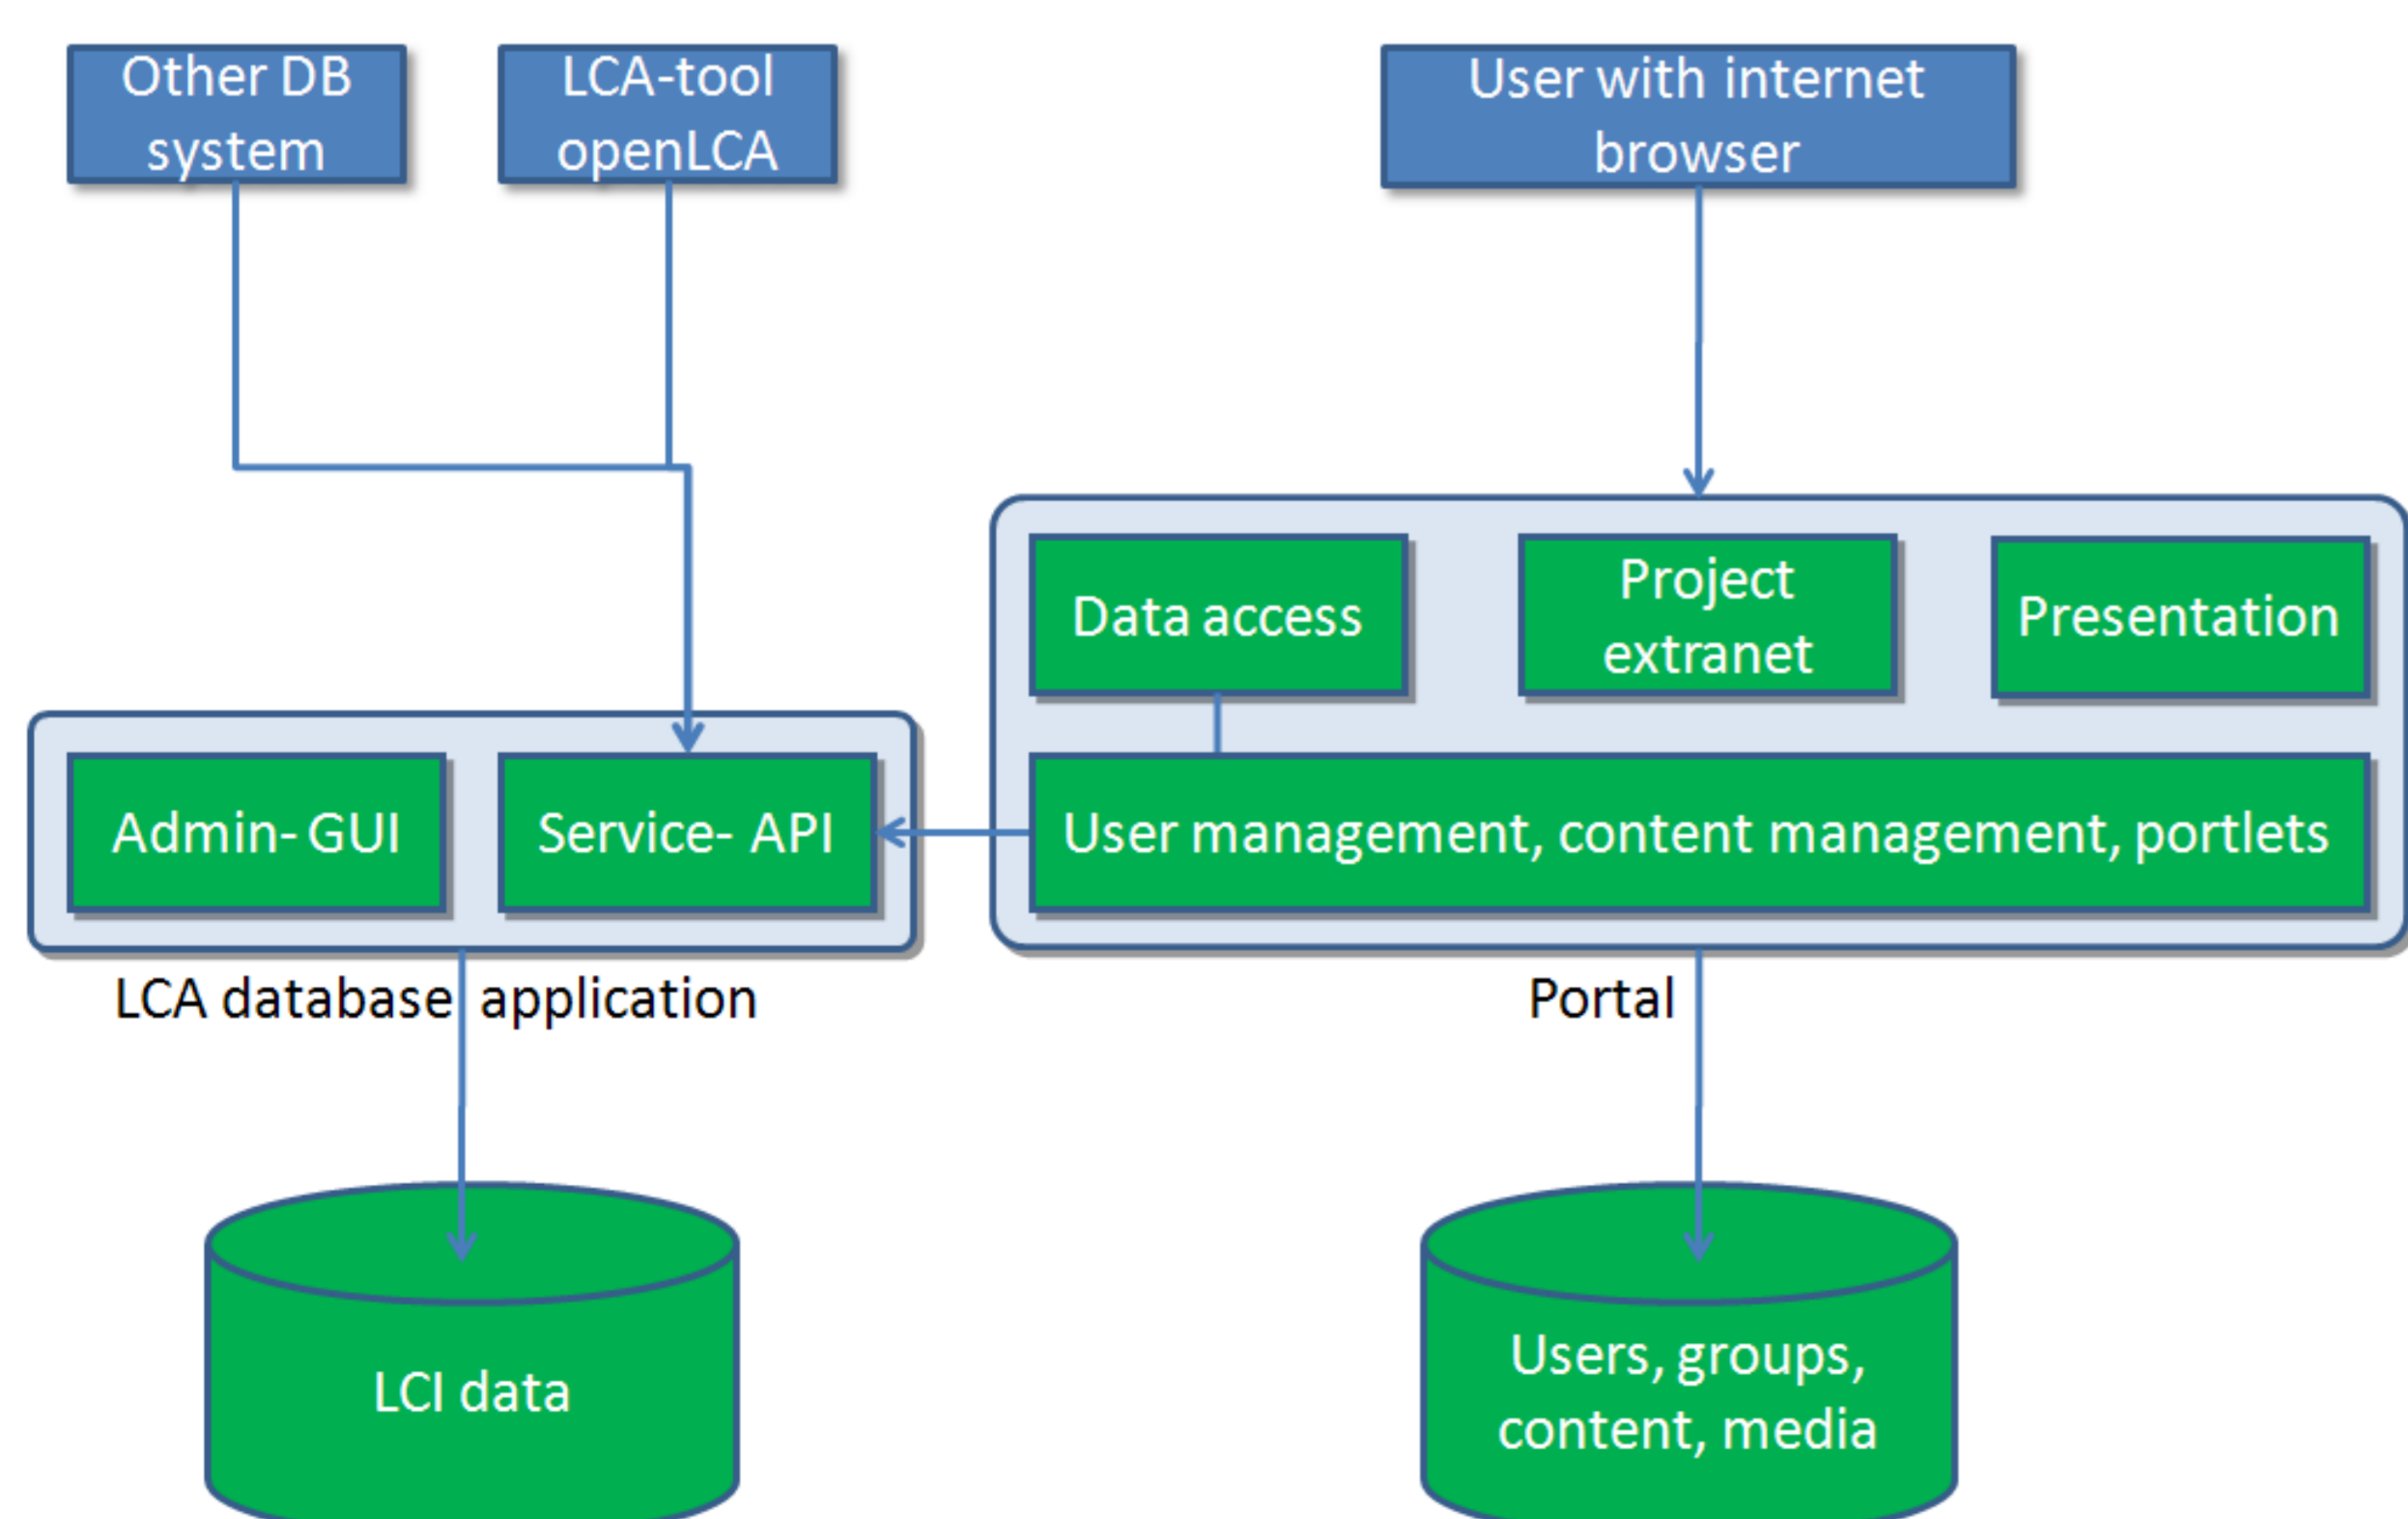 Other DB
system
LCA-tool
openLCA
User with internet
browser
Data access
Project
extranet
Presentation
Admin- GUI
Service- API
User management, content management, portlets
LCA database application
Portal
LCI data
Users, groups,
content, media